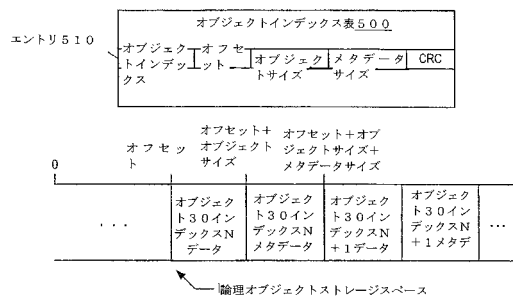 オブジェクトインデックス表500
エントリ510
オブジェク
トインデッ
クス
オフセ
ット
オブジェク
トサイズ
メタデータ
サイズ
CRC
0
オフセッ
ト
オフセット+
オブジェクト
サイズ
オフセット+オブ
ジェクトサイズ+
メタデータサイズ
...
オブジェク
ト30イン
デックスN
データ
オブジェク
ト30イン
デックスN
メタデータ
オブジェク
ト30イン
デックスN
+1データ
オブジェク
ト30イン
デックスN
+1メタデ
...
論理オブジェクトストレージスペース